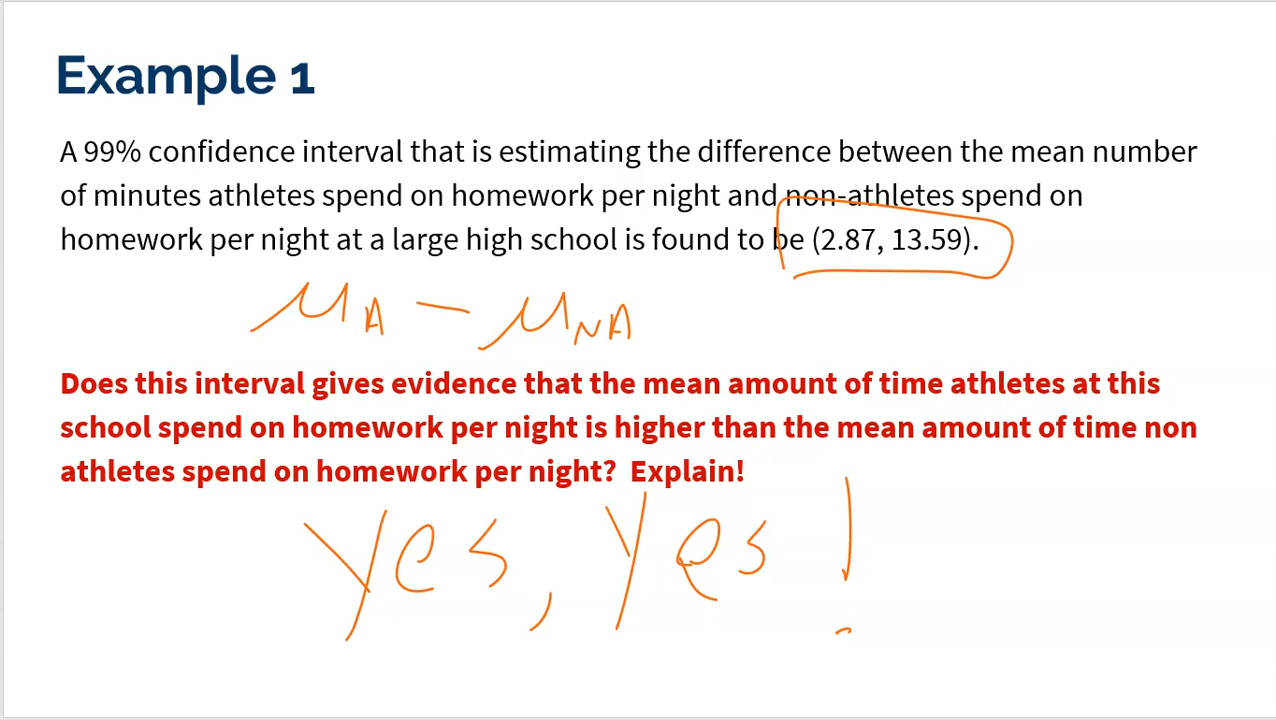 Example 1
A 99% confidence interval that is estimating the difference between the mean number
of minutes athletes spend on homework per night and non-athletes spend on
homework per night at a large high school is found to be (2.87, 13.59).
μA − μNA
Does this interval gives evidence that the mean amount of time athletes at this
school spend on homework per night is higher than the mean amount of time non
athletes spend on homework per night? Explain!
yes, yes!